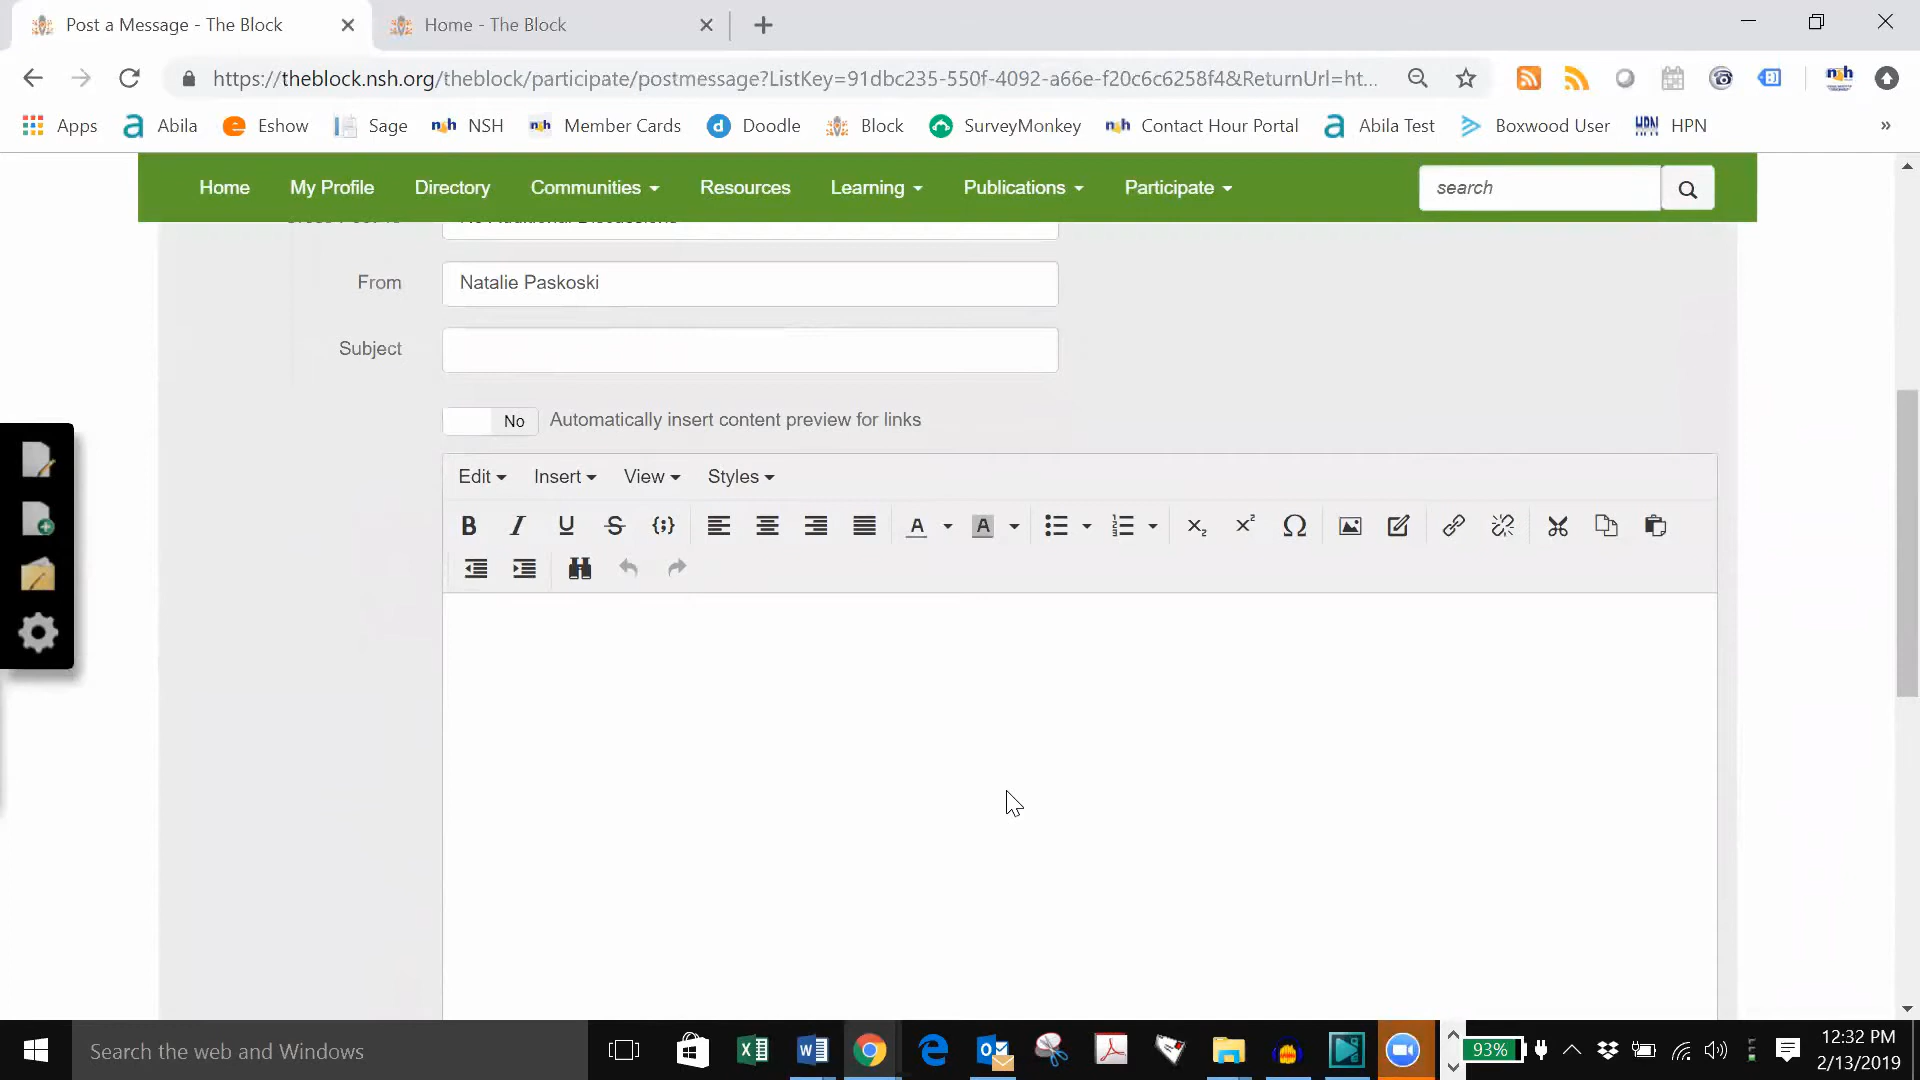 Post a Message - The Block
Home - The Block
https://theblock.nsh.org/theblock/participate/postmessage?ListKey=91dbc235-550f-4092-a66e-f20c6c6258f4&ReturnUrl=ht...
Apps
Abila
Eshow
Sage
nsh NSH
nsh Member Cards
Doodle
Block
SurveyMonkey
nsh Contact Hour Portal
Abila Test
Boxwood User
HPN HPN
Home
My Profile
Directory
Communities
Resources
Learning
Publications
Participate
search
From
Natalie Paskoski
Subject
No
Automatically insert content preview for links
Edit
Insert
View
Styles
Search the web and Windows
93%
12:32 PM
2/13/2019